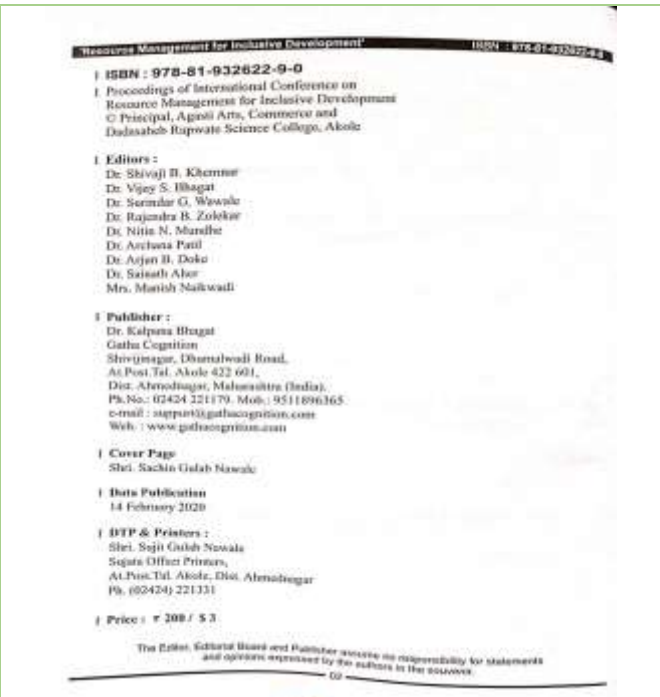 "Resource Management for Inclusive Development" ISBN : 978-81-932622-9-0
ISBN : 978-81-932622-9-0
Proceedings of International Conference on
Resource Management for Inclusive Development
© Principal, Agasti Arts, Commerce and
Dadasaheb Rupwate Science College, Akole
Editors :
Dr. Shivaji B. Khemnar
Dr. Vijay S. Bhagat
Dr. Surindar G. Wawale
Dr. Rajendra B. Zolekar
Dr. Nitin N. Mundhe
Dr. Archana Patil
Dr. Arjun B. Doke
Dr. Sainath Aher
Mrs. Manish Naikwadi
Publisher :
Dr. Kalpana Bhagat
Gatha Cognition
Shivajinagar, Dhumalwadi Road,
At.Post.Tal. Akole 422 601,
Dist. Ahmednagar, Maharashtra (India).
Ph.No.: 02424 221179. Mob.: 9511896365
e-mail : support@gathacognition.com
Web. : www.gathacognition.com
Cover Page
Shri. Sachin Gulab Nawale
Data Publication
14 February 2020
DTP & Printers :
Shri. Sujit Gulab Nawale
Sujata Offset Printers,
At.Post.Tal. Akole, Dist. Ahmednagar
Ph. (02424) 221331
Price : ₹ 200 / $ 3
The Editor, Editorial Board and Publisher assume no responsibility for statements
and opinions expressed by the authors in the souvenir.
02